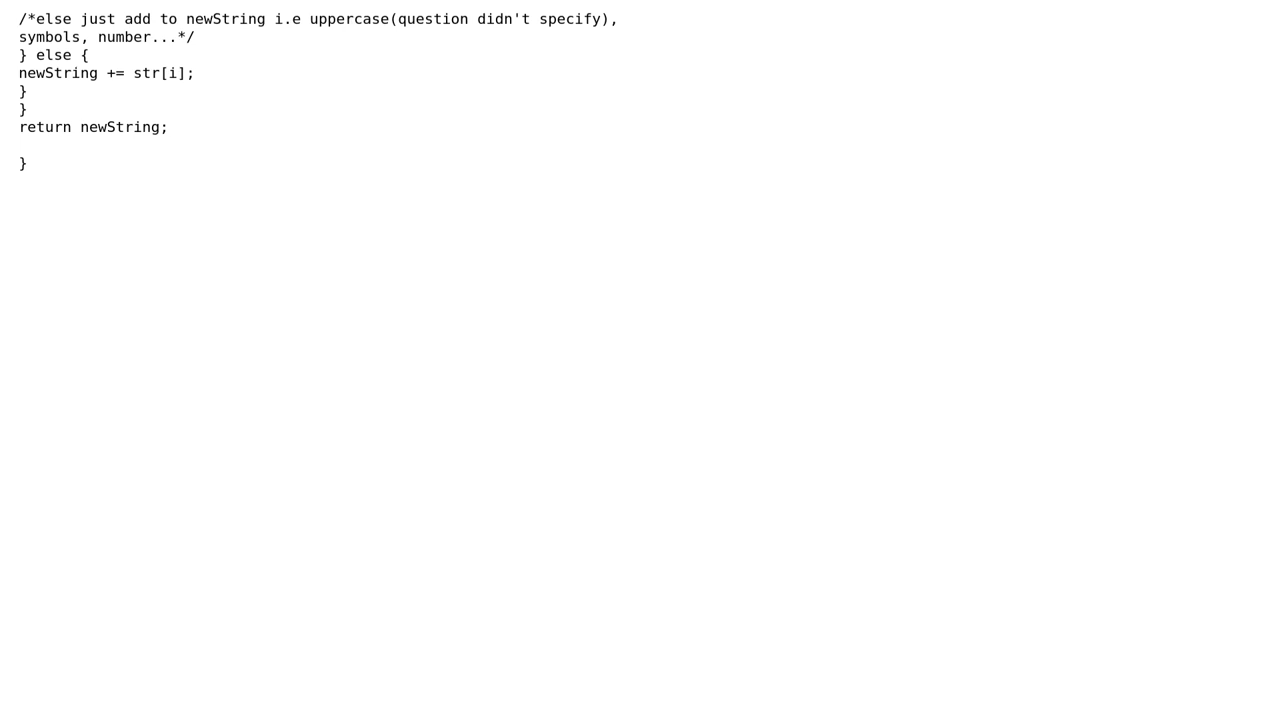 /*else just add to newString i.e uppercase(question didn't specify),
symbols, number...*/
} else {
newString += str[i];
}
}
return newString;

}